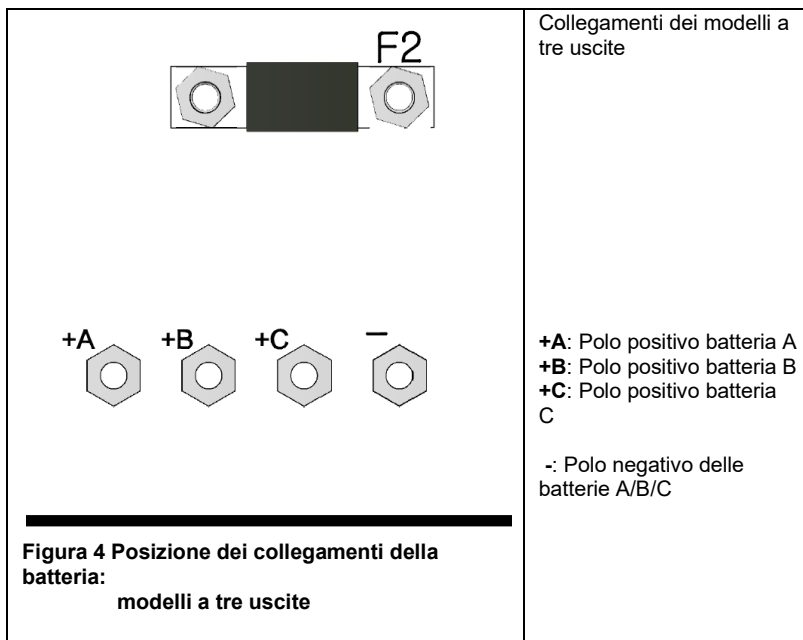 F2
+A +B +C –
Figura 4 Posizione dei collegamenti della
batteria:
modelli a tre uscite
Collegamenti dei modelli a
tre uscite
+A: Polo positivo batteria A
+B: Polo positivo batteria B
+C: Polo positivo batteria
C
-: Polo negativo delle
batterie A/B/C